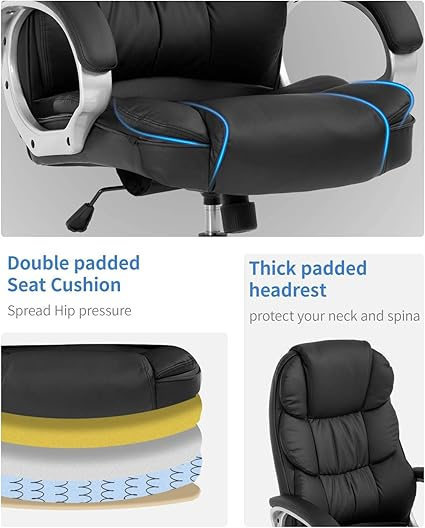 Double padded
Seat Cushion
Spread Hip pressure
Thick padded
headrest
protect your neck and spina